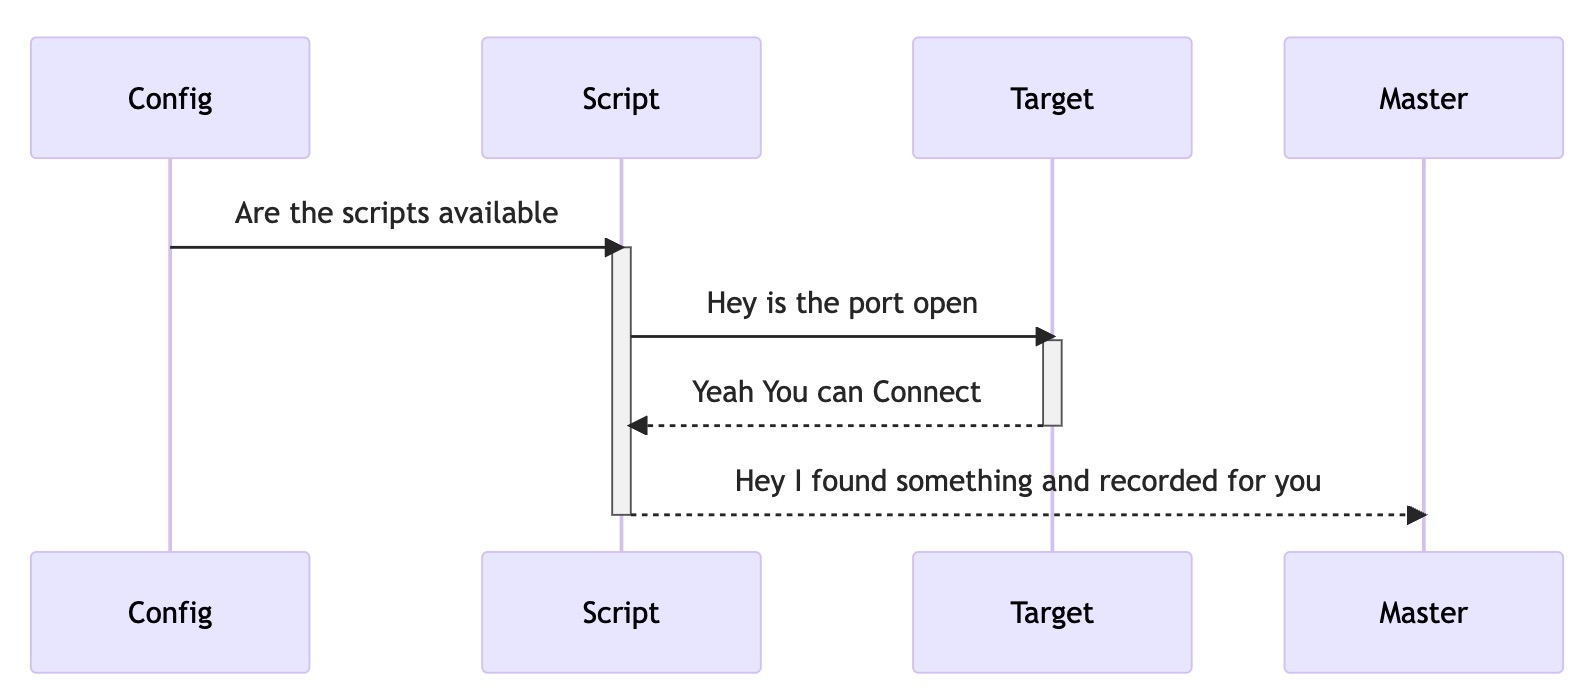 Config
Script
Target
Master
Are the scripts available
Hey is the port open
Yeah You can Connect
Hey I found something and recorded for you
Config
Script
Target
Master